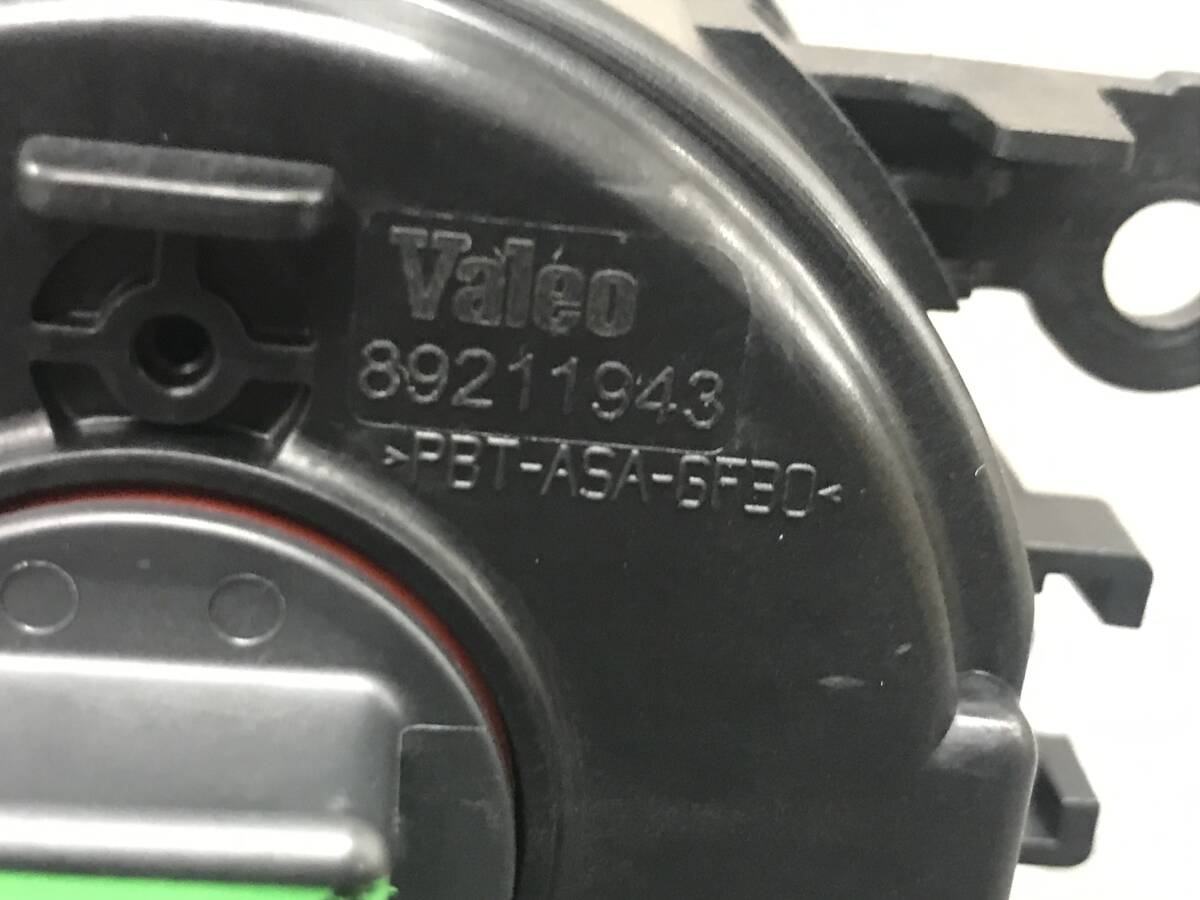 Valeo
89211943
>PBT-ASA-GF30<